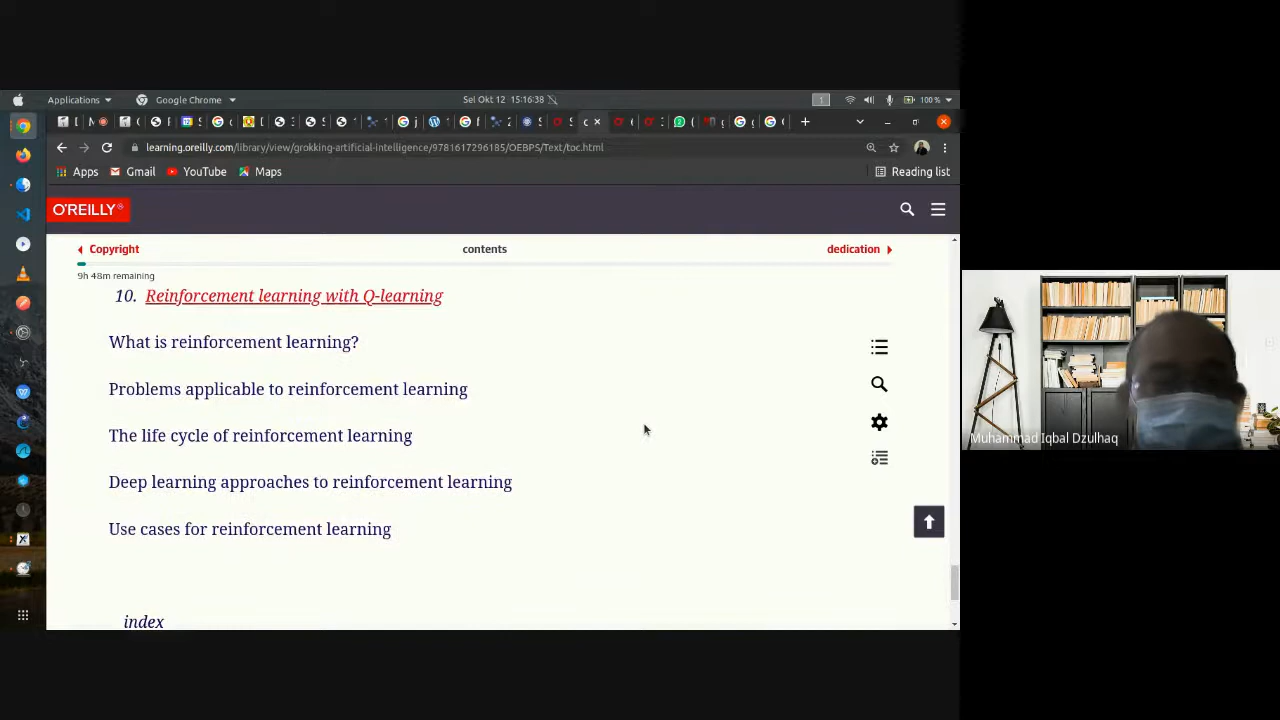 Applications
Google Chrome
Sel Okt 12 15:16:38
1
100 %
learning.oreilly.com/library/view/grokking-artificial-intelligence/9781617296185/OEBPS/Text/toc.html
Apps
Gmail
YouTube
Maps
Reading list
O'REILLY
Copyright
contents
dedication
9h 48m remaining
10. Reinforcement learning with Q-learning
What is reinforcement learning?
Problems applicable to reinforcement learning
The life cycle of reinforcement learning
Deep learning approaches to reinforcement learning
Use cases for reinforcement learning
index
Muhammad Iqbal Dzulhaq